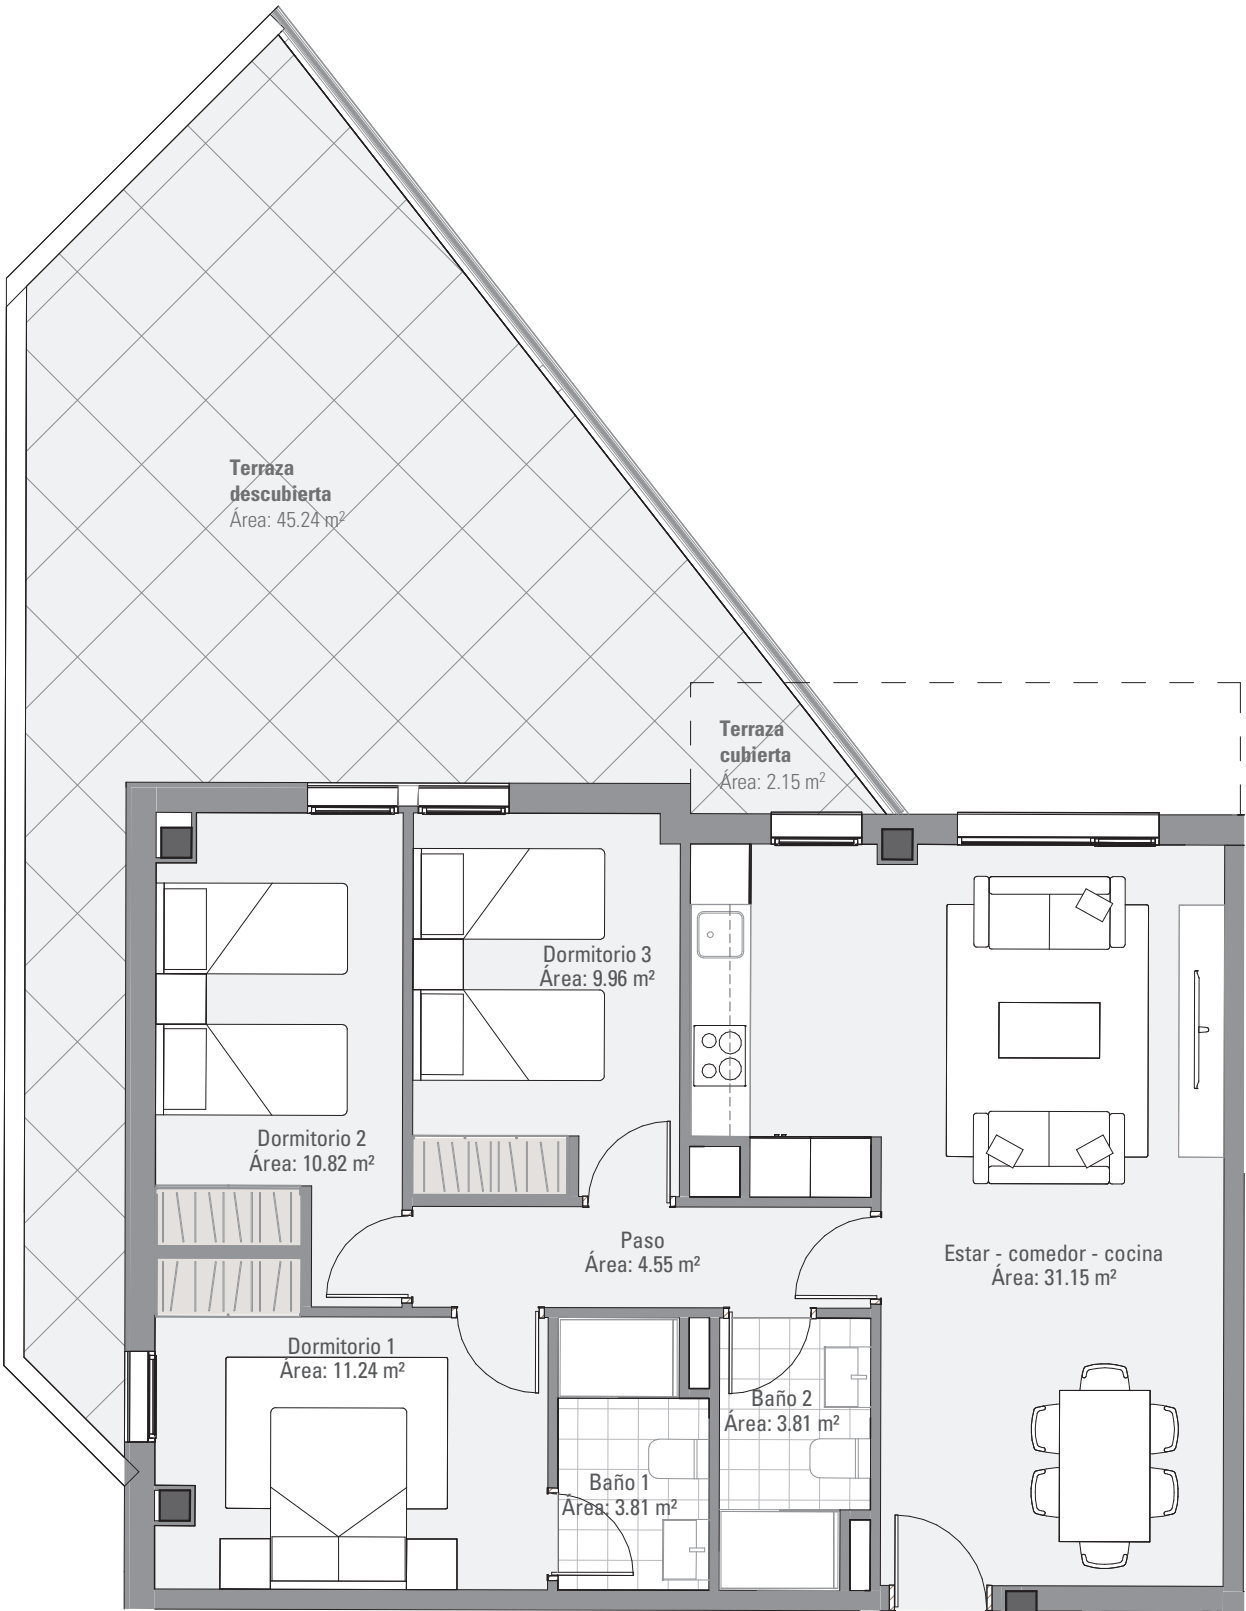 Terraza
descubierta
Área: 45.24 m²
Terraza
cubierta
Área: 2.15 m²
Dormitorio 3
Área: 9.96 m²
Dormitorio 2
Área: 10.82 m²
Paso
Área: 4.55 m²
Estar - comedor - cocina
Área: 31.15 m²
Dormitorio 1
Área: 11.24 m²
Baño 2
Área: 3.81 m²
Baño 1
Área: 3.81 m²